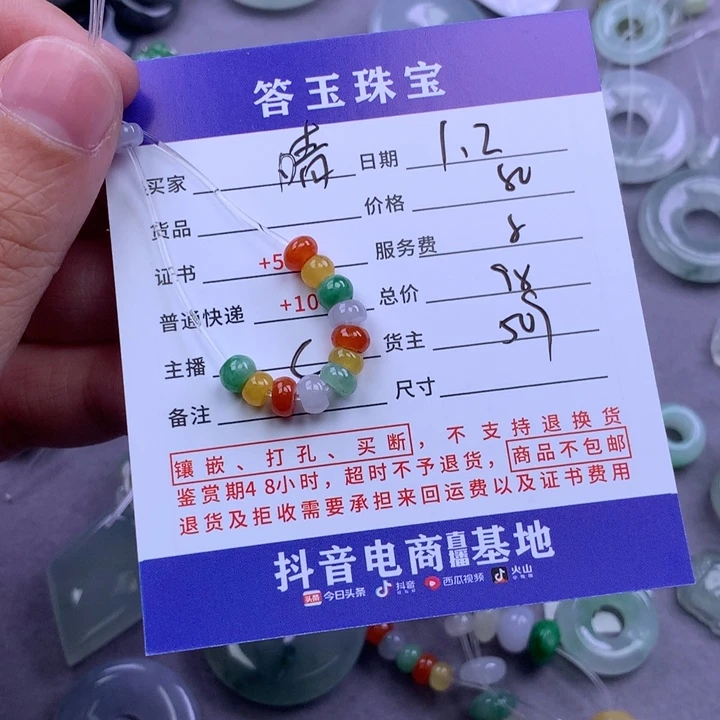 答玉珠宝
买家 晴 日期 1.2
货品 价格 80
证书 +5 服务费 8
普通快递 +10 总价 98
主播 货主 509
备注 尺寸
镶嵌、打孔、买断，不支持退换货
鉴赏期48小时，超时不予退货，商品不包邮
退货及拒收需要承担来回运费以及证书费用
抖音电商直播基地
头条 今日头条 抖音 西瓜视频 火山